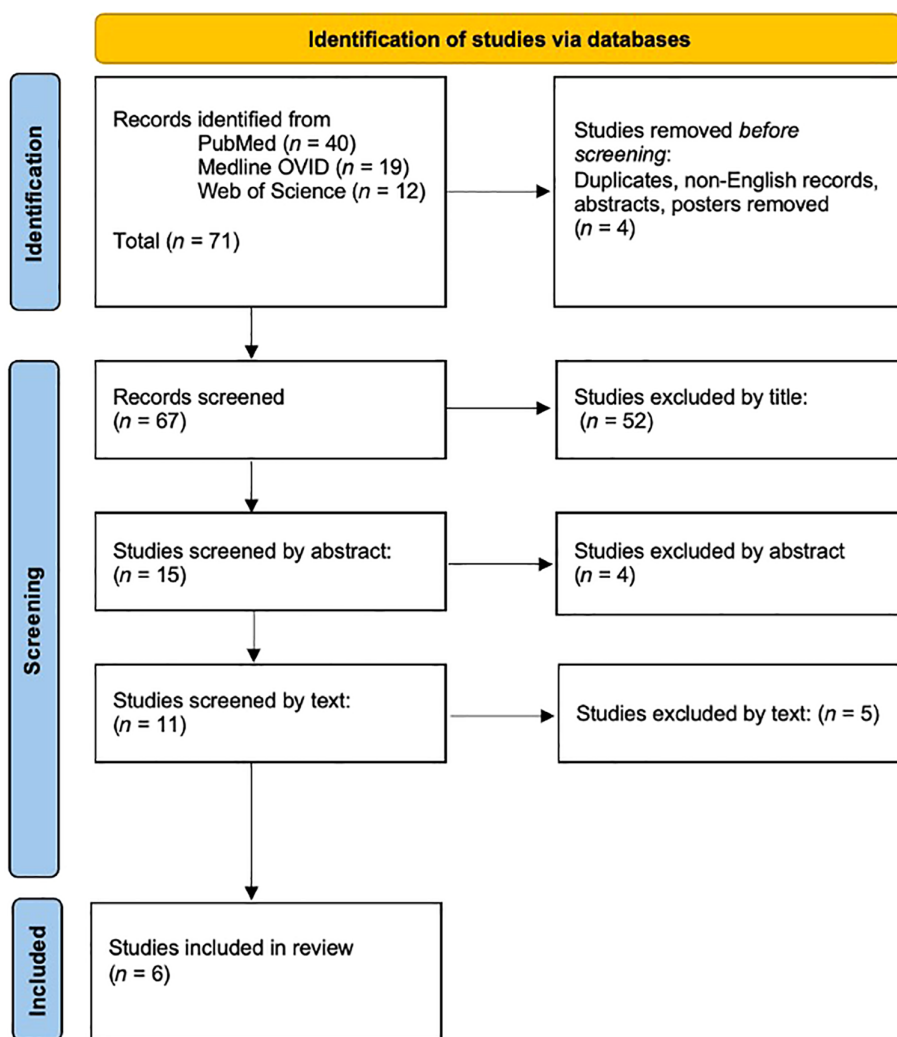 Identification of studies via databases
Identification
Records identified from
PubMed (n = 40)
Medline OVID (n = 19)
Web of Science (n = 12)
Total (n = 71)
Studies removed before
screening:
Duplicates, non-English records,
abstracts, posters removed
(n = 4)
Screening
Records screened
(n = 67)
Studies excluded by title:
(n = 52)
Studies screened by abstract:
(n = 15)
Studies excluded by abstract
(n = 4)
Studies screened by text:
(n = 11)
Studies excluded by text: (n = 5)
Included
Studies included in review
(n = 6)